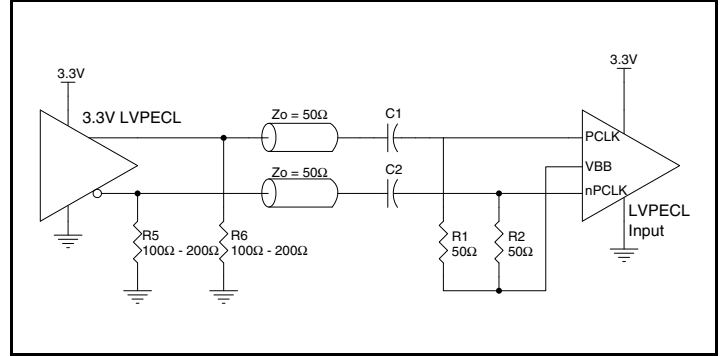 3.3V
3.3V
3.3V LVPECL
Zo = 50Ω
C1
PCLK
Zo = 50Ω
C2
VBB
nPCLK
LVPECL
Input
R5
100Ω - 200Ω
R6
100Ω - 200Ω
R1
50Ω
R2
50Ω